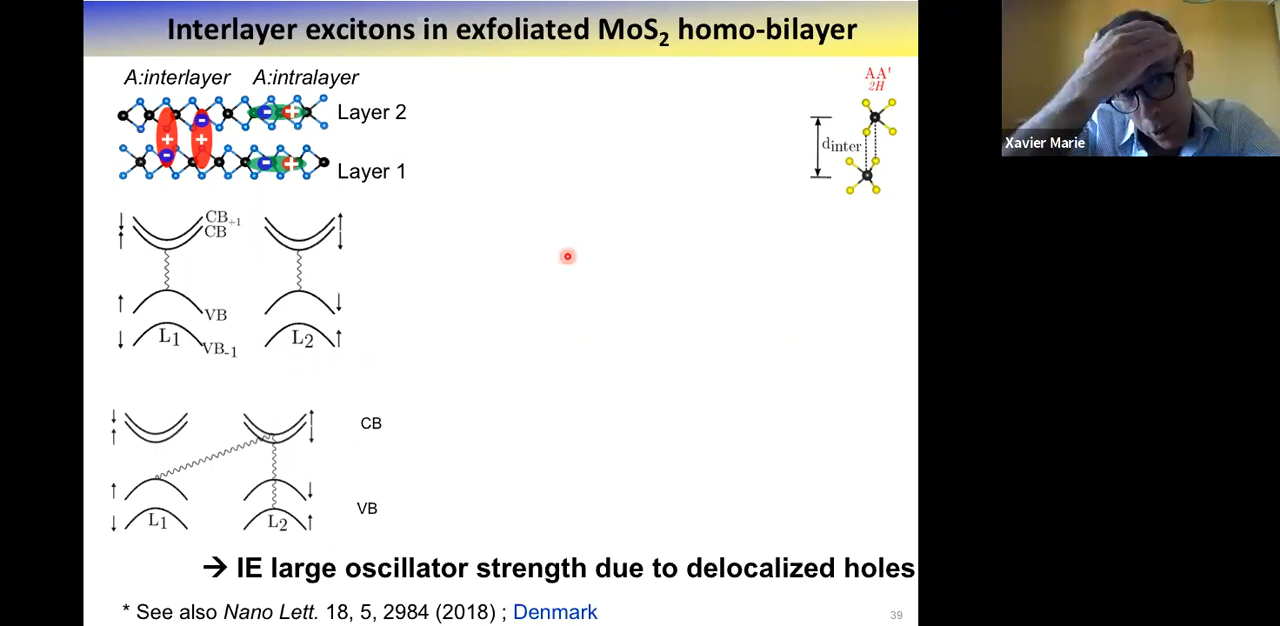 Interlayer excitons in exfoliated MoS₂ homo-bilayer
A:interlayer A:intralayer
Layer 2
Layer 1
AA'
2H
dinter
Xavier Marie
CB+1
CB
VB
L1
VB-1
L2
CB
VB
L1
L2
→ IE large oscillator strength due to delocalized holes
* See also Nano Lett. 18, 5, 2984 (2018) ; Denmark
39